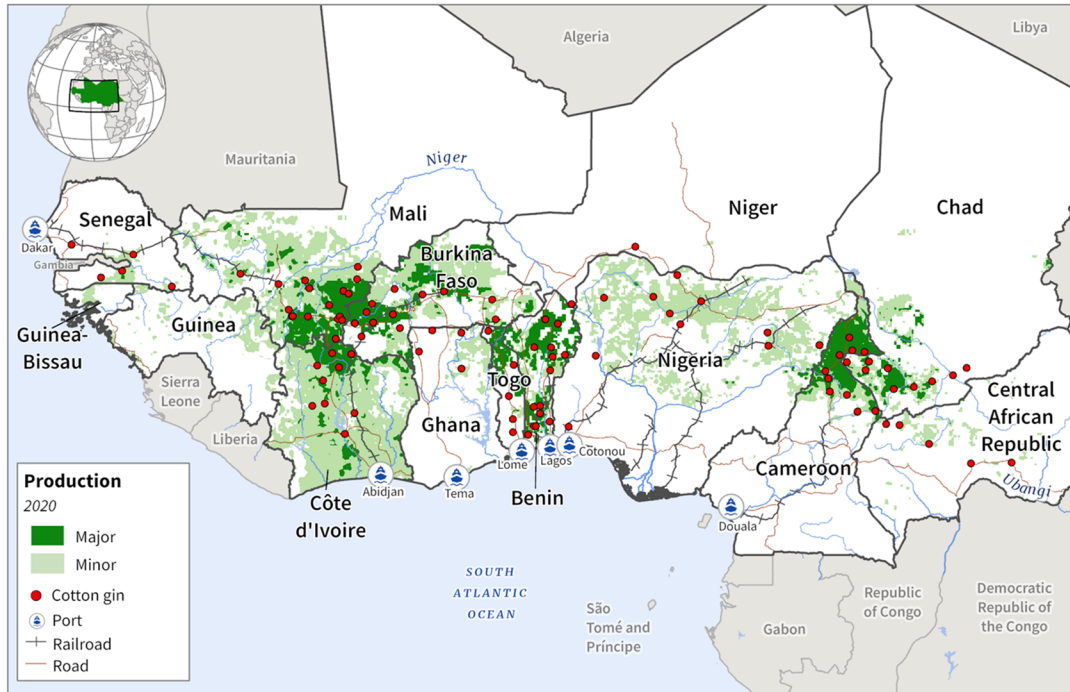 Algeria
Libya
Mauritania
Niger
Senegal
Mali
Niger
Chad
Dakar
Gambia
Burkina
Faso
Guinea-
Bissau
Guinea
Sierra
Leone
Liberia
Côte
d'Ivoire
Abidjan
Ghana
Tema
Togo
Lome
Benin
Lagos
Cotonou
Nigeria
Cameroon
Douala
Central
African
Republic
Ubangi
SOUTH
ATLANTIC
OCEAN
São
Tomé and
Príncipe
Gabon
Republic
of Congo
Democratic
Republic of
the Congo
Production
2020
Major
Minor
Cotton gin
Port
Railroad
Road